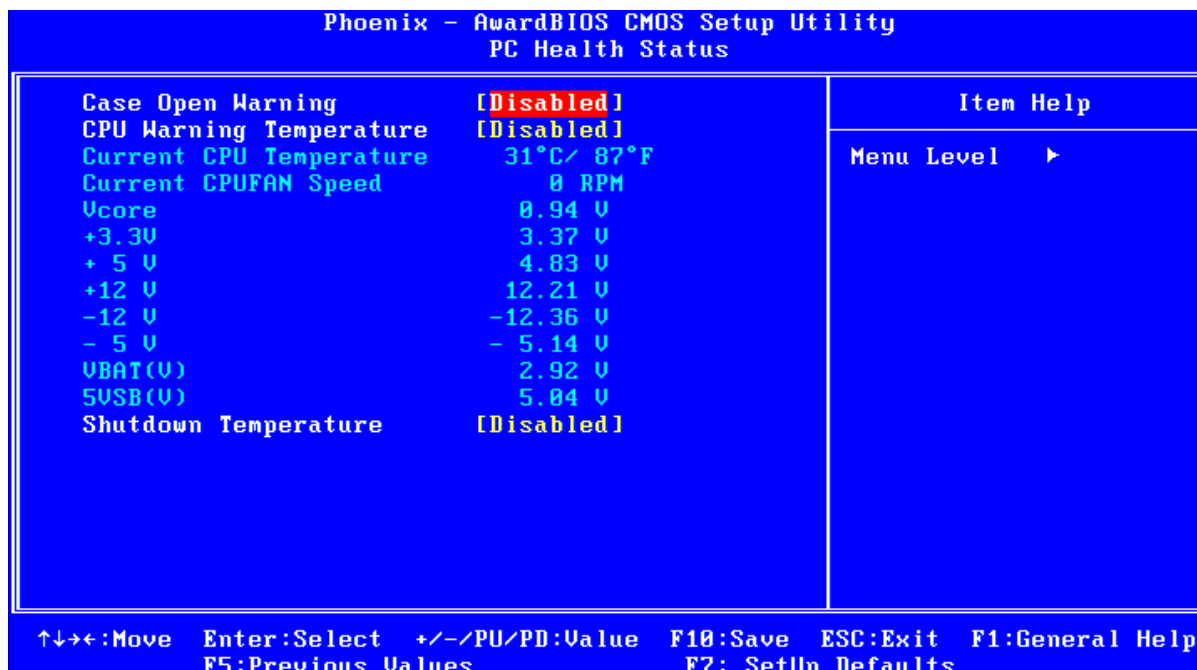 Phoenix - AwardBIOS CMOS Setup Utility
PC Health Status
Case Open Warning [Disabled] Item Help
CPU Warning Temperature [Disabled]
Current CPU Temperature 31°C/ 87°F Menu Level ►
Current CPUFAN Speed 0 RPM
Vcore 0.94 V
+3.3V 3.37 V
+ 5 V 4.83 V
+12 V 12.21 V
-12 V -12.36 V
- 5 V - 5.14 V
VBAT(V) 2.92 V
5VSB(V) 5.04 V
Shutdown Temperature [Disabled]
↑↓→←:Move Enter:Select +/-/PU/PD:Value F10:Save ESC:Exit F1:General Help
F5:Previous Values F7: SetUp Defaults